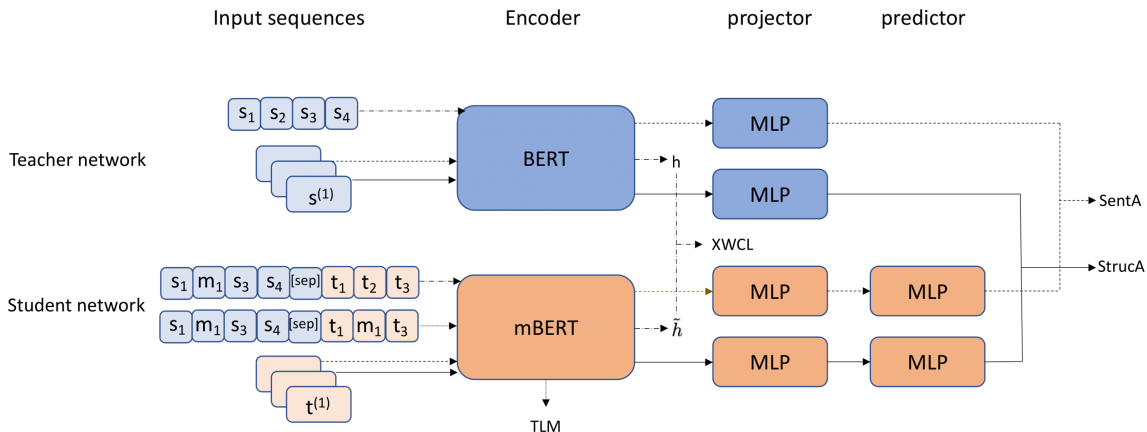 Input sequences Encoder projector predictor
s1 s2 s3 s4
MLP
BERT
Teacher network
h
s(1)
MLP
SentA
XWCL
StrucA
s1 m1 s3 s4 [sep] t1 t2 t3
MLP MLP
Student network
s1 m1 s3 s4 [sep] t1 m1 t3
mBERT
h̃
MLP MLP
t(1)
TLM